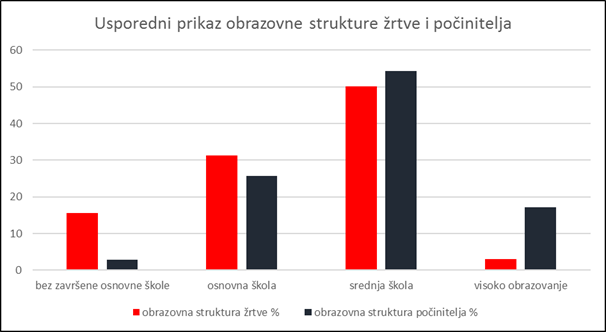 Usporedni prikaz obrazovne strukture žrtve i počinitelja
60
50
40
30
20
10
0
bez završene osnovne škole osnovna škola srednja škola visoko obrazovanje
obrazovna struktura žrtve % obrazovna struktura počinitelja %